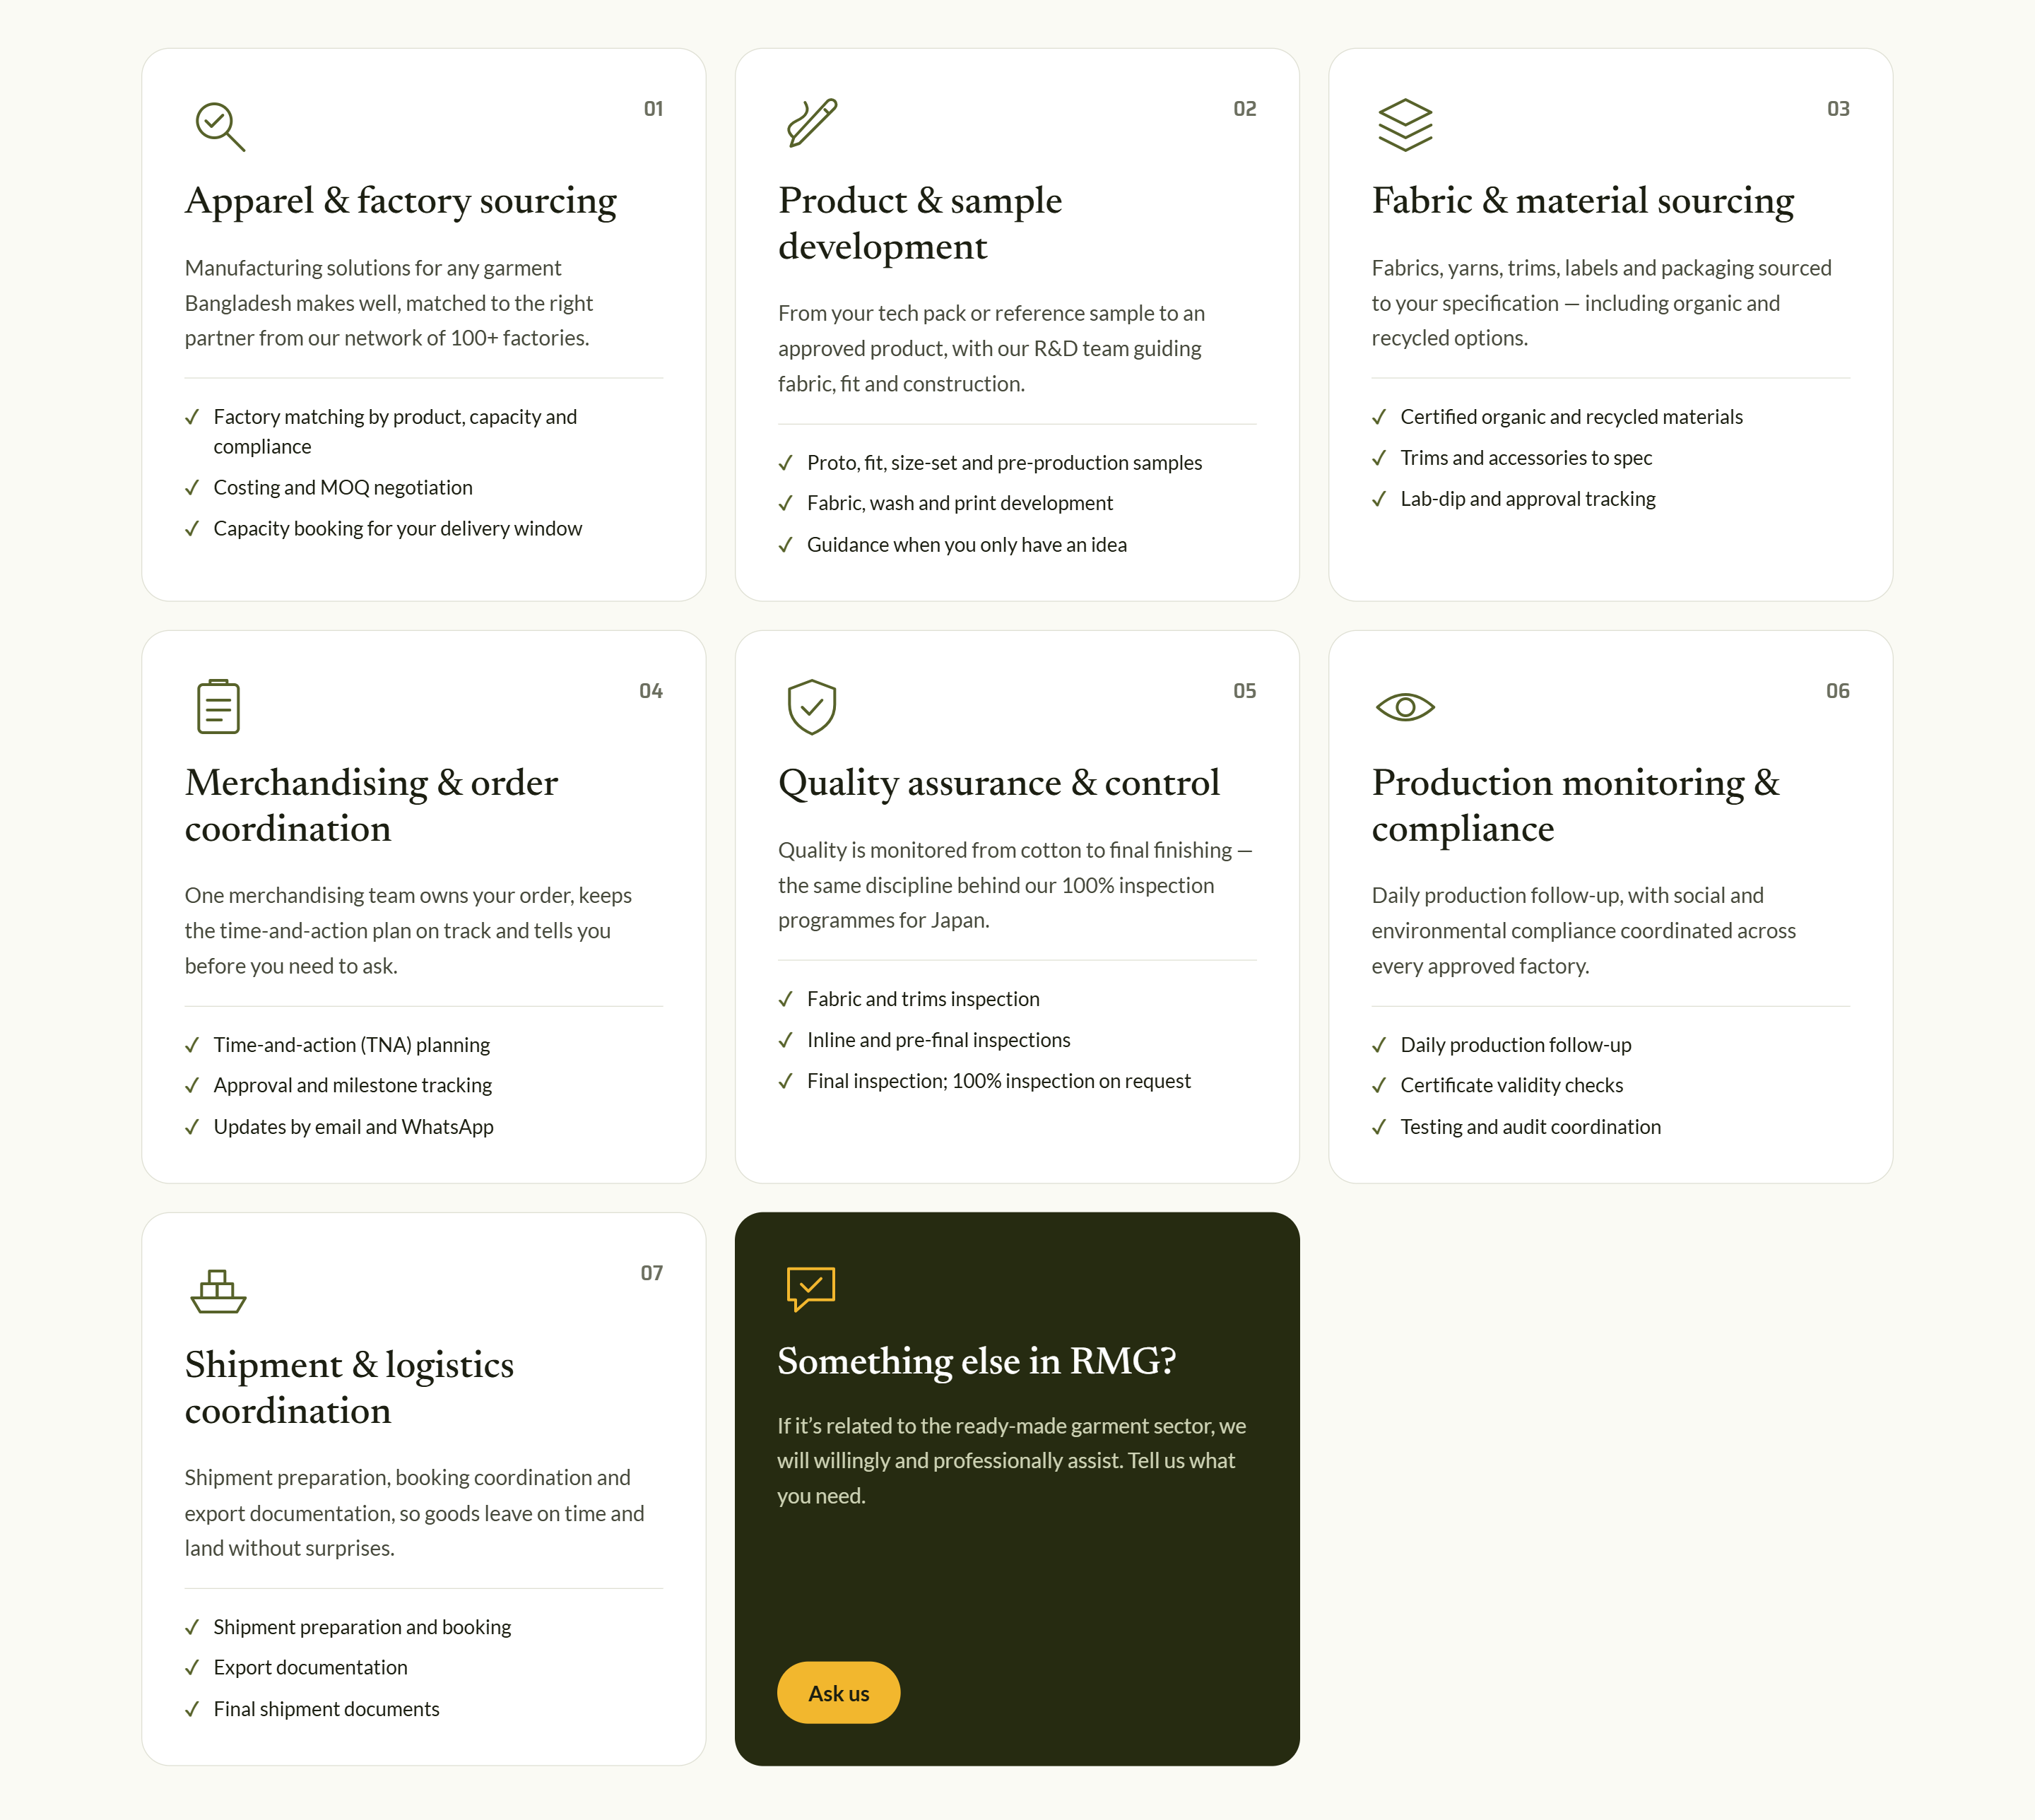 01
Apparel & factory sourcing
Manufacturing solutions for any garment
Bangladesh makes well, matched to the right
partner from our network of 100+ factories.
Factory matching by product, capacity and
compliance
Costing and MOQ negotiation
Capacity booking for your delivery window
02
Product & sample
development
From your tech pack or reference sample to an
approved product, with our R&D team guiding
fabric, fit and construction.
Proto, fit, size-set and pre-production samples
Fabric, wash and print development
Guidance when you only have an idea
03
Fabric & material sourcing
Fabrics, yarns, trims, labels and packaging sourced
to your specification — including organic and
recycled options.
Certified organic and recycled materials
Trims and accessories to spec
Lab-dip and approval tracking
04
Merchandising & order
coordination
One merchandising team owns your order, keeps
the time-and-action plan on track and tells you
before you need to ask.
Time-and-action (TNA) planning
Approval and milestone tracking
Updates by email and WhatsApp
05
Quality assurance & control
Quality is monitored from cotton to final finishing —
the same discipline behind our 100% inspection
programmes for Japan.
Fabric and trims inspection
Inline and pre-final inspections
Final inspection; 100% inspection on request
06
Production monitoring &
compliance
Daily production follow-up, with social and
environmental compliance coordinated across
every approved factory.
Daily production follow-up
Certificate validity checks
Testing and audit coordination
07
Shipment & logistics
coordination
Shipment preparation, booking coordination and
export documentation, so goods leave on time and
land without surprises.
Shipment preparation and booking
Export documentation
Final shipment documents
Something else in RMG?
If it’s related to the ready-made garment sector, we
will willingly and professionally assist. Tell us what
you need.
Ask us